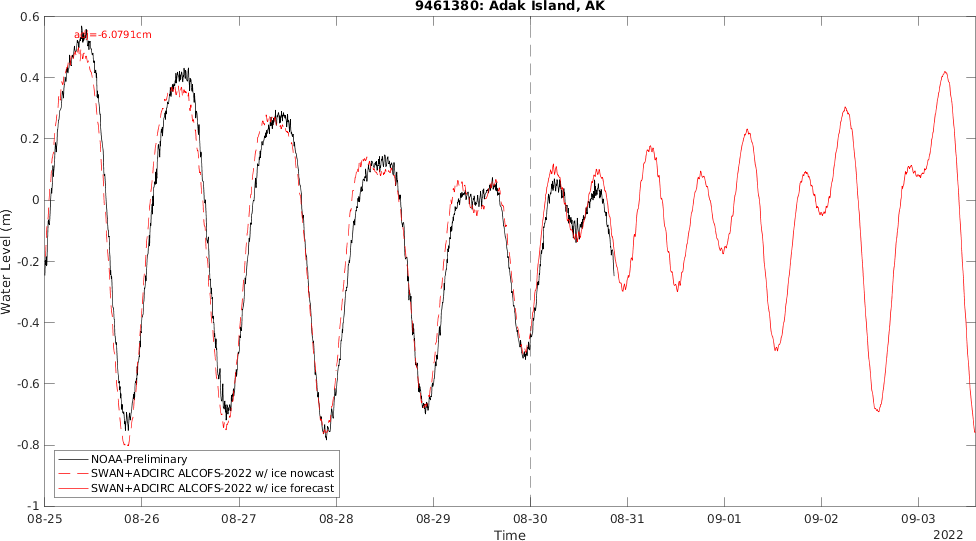 9461380: Adak Island, AK
=-6.0791cm
0.6
0.4
0.2
0
-0.2
-0.4
-0.6
-0.8
-1
Water Level (m)
NOAA-Preliminary
SWAN+ADCIRC ALCOFS-2022 w/ ice nowcast
SWAN+ADCIRC ALCOFS-2022 w/ ice forecast
08-25 08-26 08-27 08-28 08-29 08-30 08-31 09-01 09-02 09-03
Time
2022